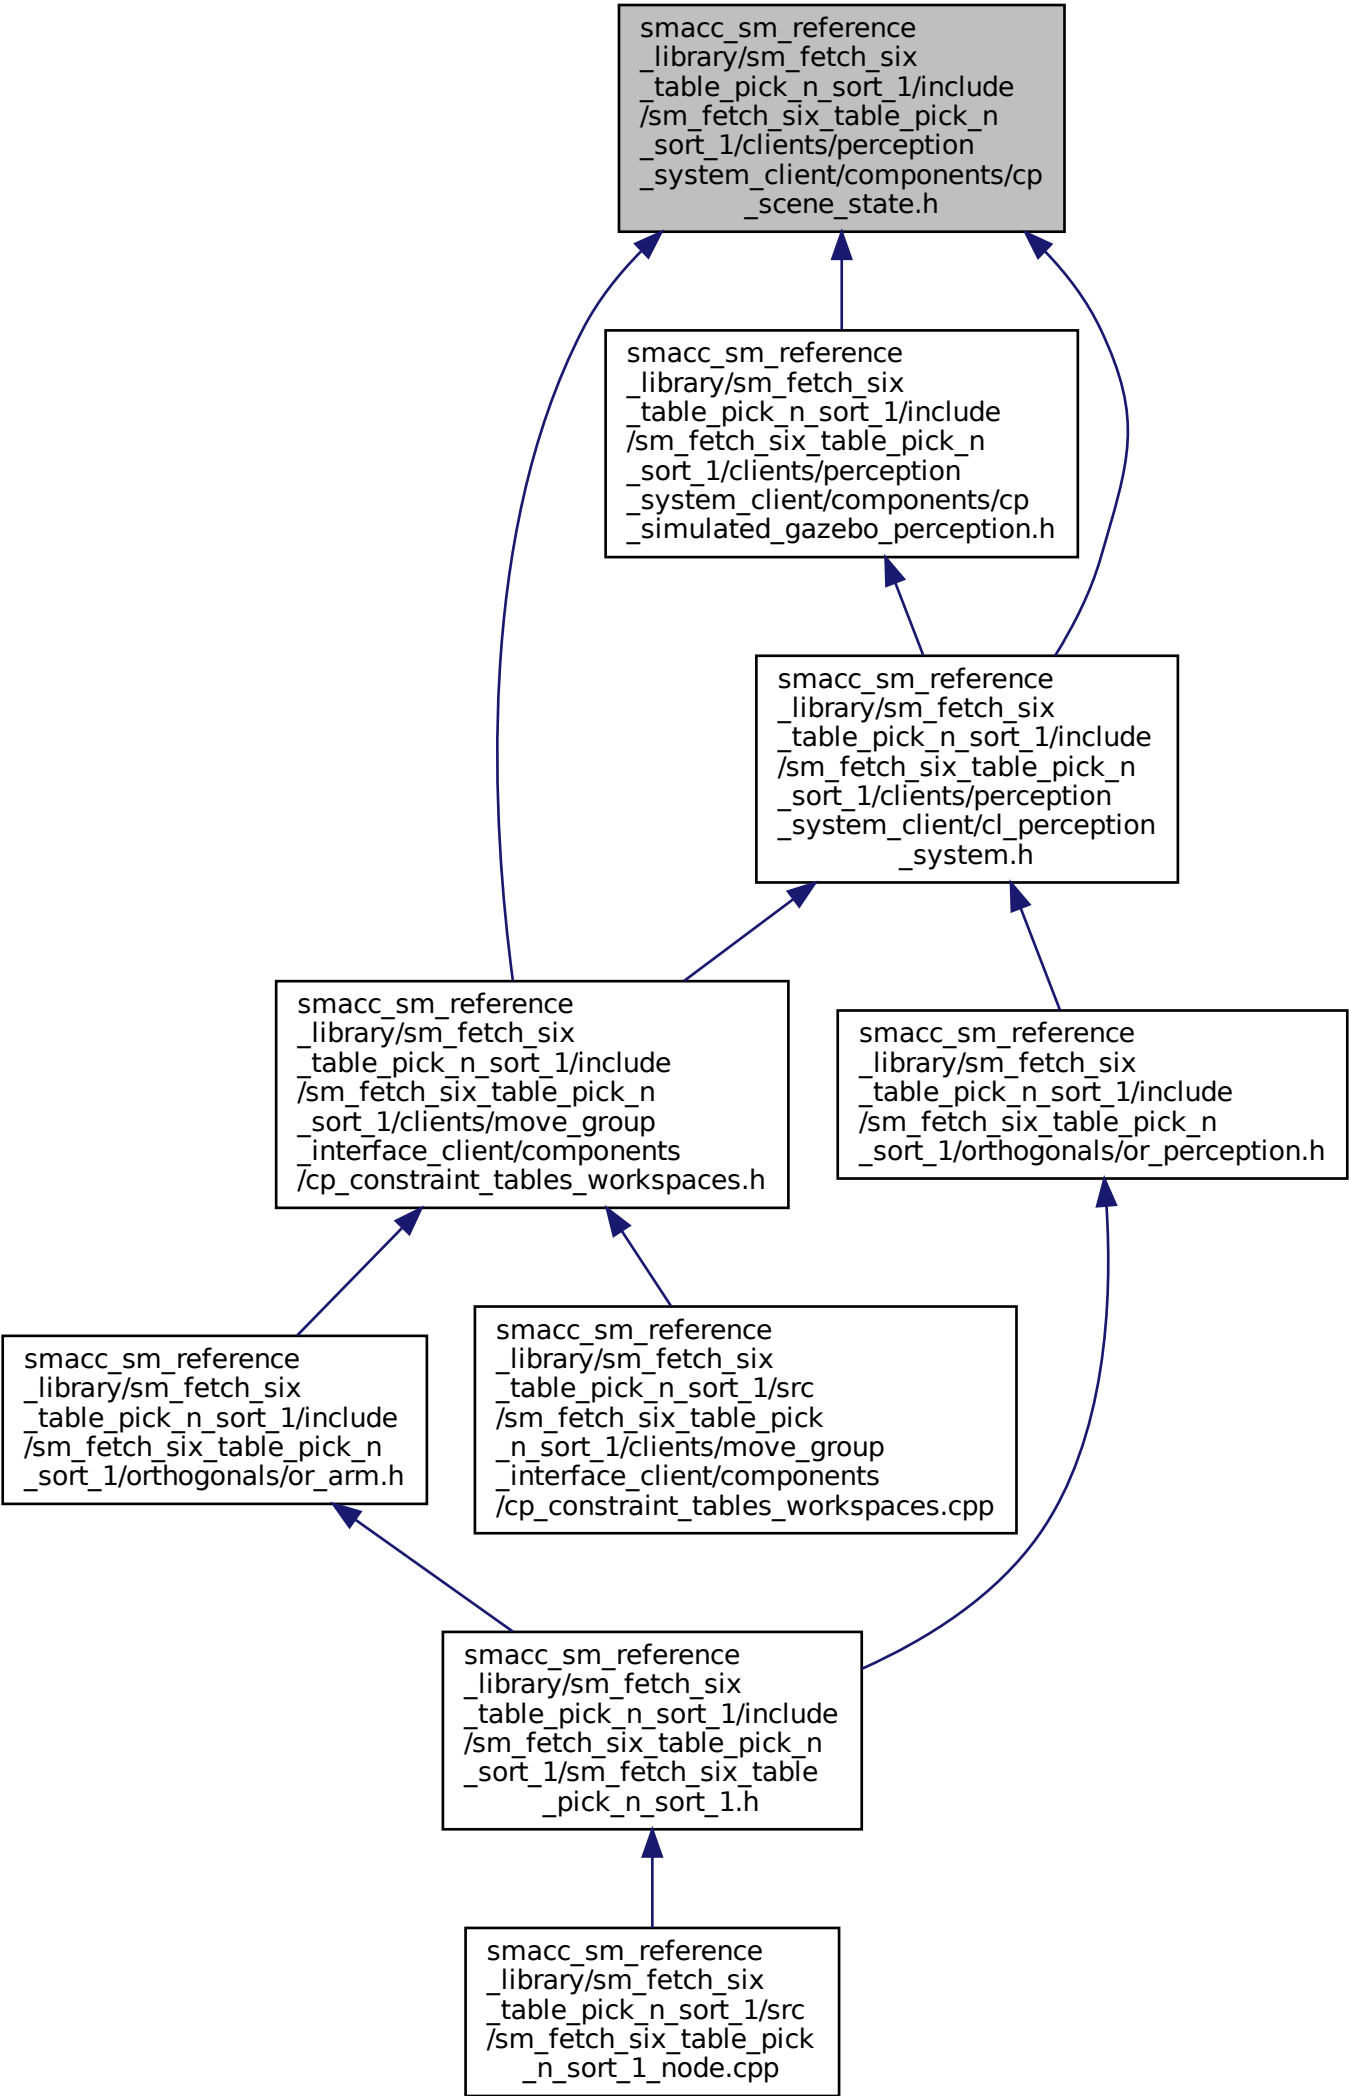 smacc_sm_reference
_library/sm_fetch_six
_table_pick_n_sort_1/include
/sm_fetch_six_table_pick_n
_sort_1/clients/perception
_system_client/components/cp
_scene_state.h
smacc_sm_reference
_library/sm_fetch_six
_table_pick_n_sort_1/include
/sm_fetch_six_table_pick_n
_sort_1/clients/perception
_system_client/components/cp
_simulated_gazebo_perception.h
smacc_sm_reference
_library/sm_fetch_six
_table_pick_n_sort_1/include
/sm_fetch_six_table_pick_n
_sort_1/clients/perception
_system_client/cl_perception
_system.h
smacc_sm_reference
_library/sm_fetch_six
_table_pick_n_sort_1/include
/sm_fetch_six_table_pick_n
_sort_1/clients/move_group
_interface_client/components
/cp_constraint_tables_workspaces.h
smacc_sm_reference
_library/sm_fetch_six
_table_pick_n_sort_1/include
/sm_fetch_six_table_pick_n
_sort_1/orthogonals/or_perception.h
smacc_sm_reference
_library/sm_fetch_six
_table_pick_n_sort_1/include
/sm_fetch_six_table_pick_n
_sort_1/orthogonals/or_arm.h
smacc_sm_reference
_library/sm_fetch_six
_table_pick_n_sort_1/src
/sm_fetch_six_table_pick
_n_sort_1/clients/move_group
_interface_client/components
/cp_constraint_tables_workspaces.cpp
smacc_sm_reference
_library/sm_fetch_six
_table_pick_n_sort_1/include
/sm_fetch_six_table_pick_n
_sort_1/sm_fetch_six_table
_pick_n_sort_1.h
smacc_sm_reference
_library/sm_fetch_six
_table_pick_n_sort_1/src
/sm_fetch_six_table_pick
_n_sort_1_node.cpp